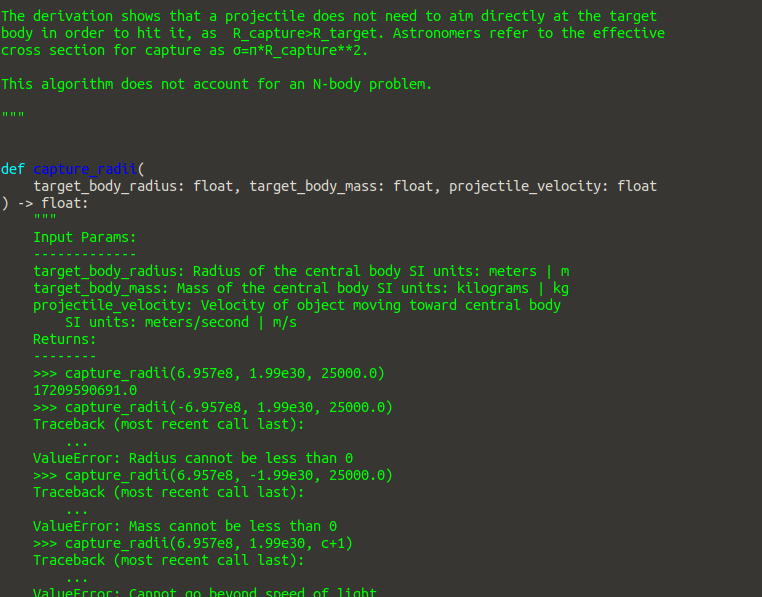 The derivation shows that a projectile does not need to aim directly at the target
body in order to hit it, as  R_capture>R_target. Astronomers refer to the effective
cross section for capture as σ=π*R_capture**2.

This algorithm does not account for an N-body problem.

"""


def capture_radii(
    target_body_radius: float, target_body_mass: float, projectile_velocity: float
) -> float:
    """
    Input Params:
    -------------
    target_body_radius: Radius of the central body SI units: meters | m
    target_body_mass: Mass of the central body SI units: kilograms | kg
    projectile_velocity: Velocity of object moving toward central body
        SI units: meters/second | m/s
    Returns:
    --------
    >>> capture_radii(6.957e8, 1.99e30, 25000.0)
    17209590691.0
    >>> capture_radii(-6.957e8, 1.99e30, 25000.0)
    Traceback (most recent call last):
        ...
    ValueError: Radius cannot be less than 0
    >>> capture_radii(6.957e8, -1.99e30, 25000.0)
    Traceback (most recent call last):
        ...
    ValueError: Mass cannot be less than 0
    >>> capture_radii(6.957e8, 1.99e30, c+1)
    Traceback (most recent call last):
        ...
    ValueError: Cannot go beyond speed of light